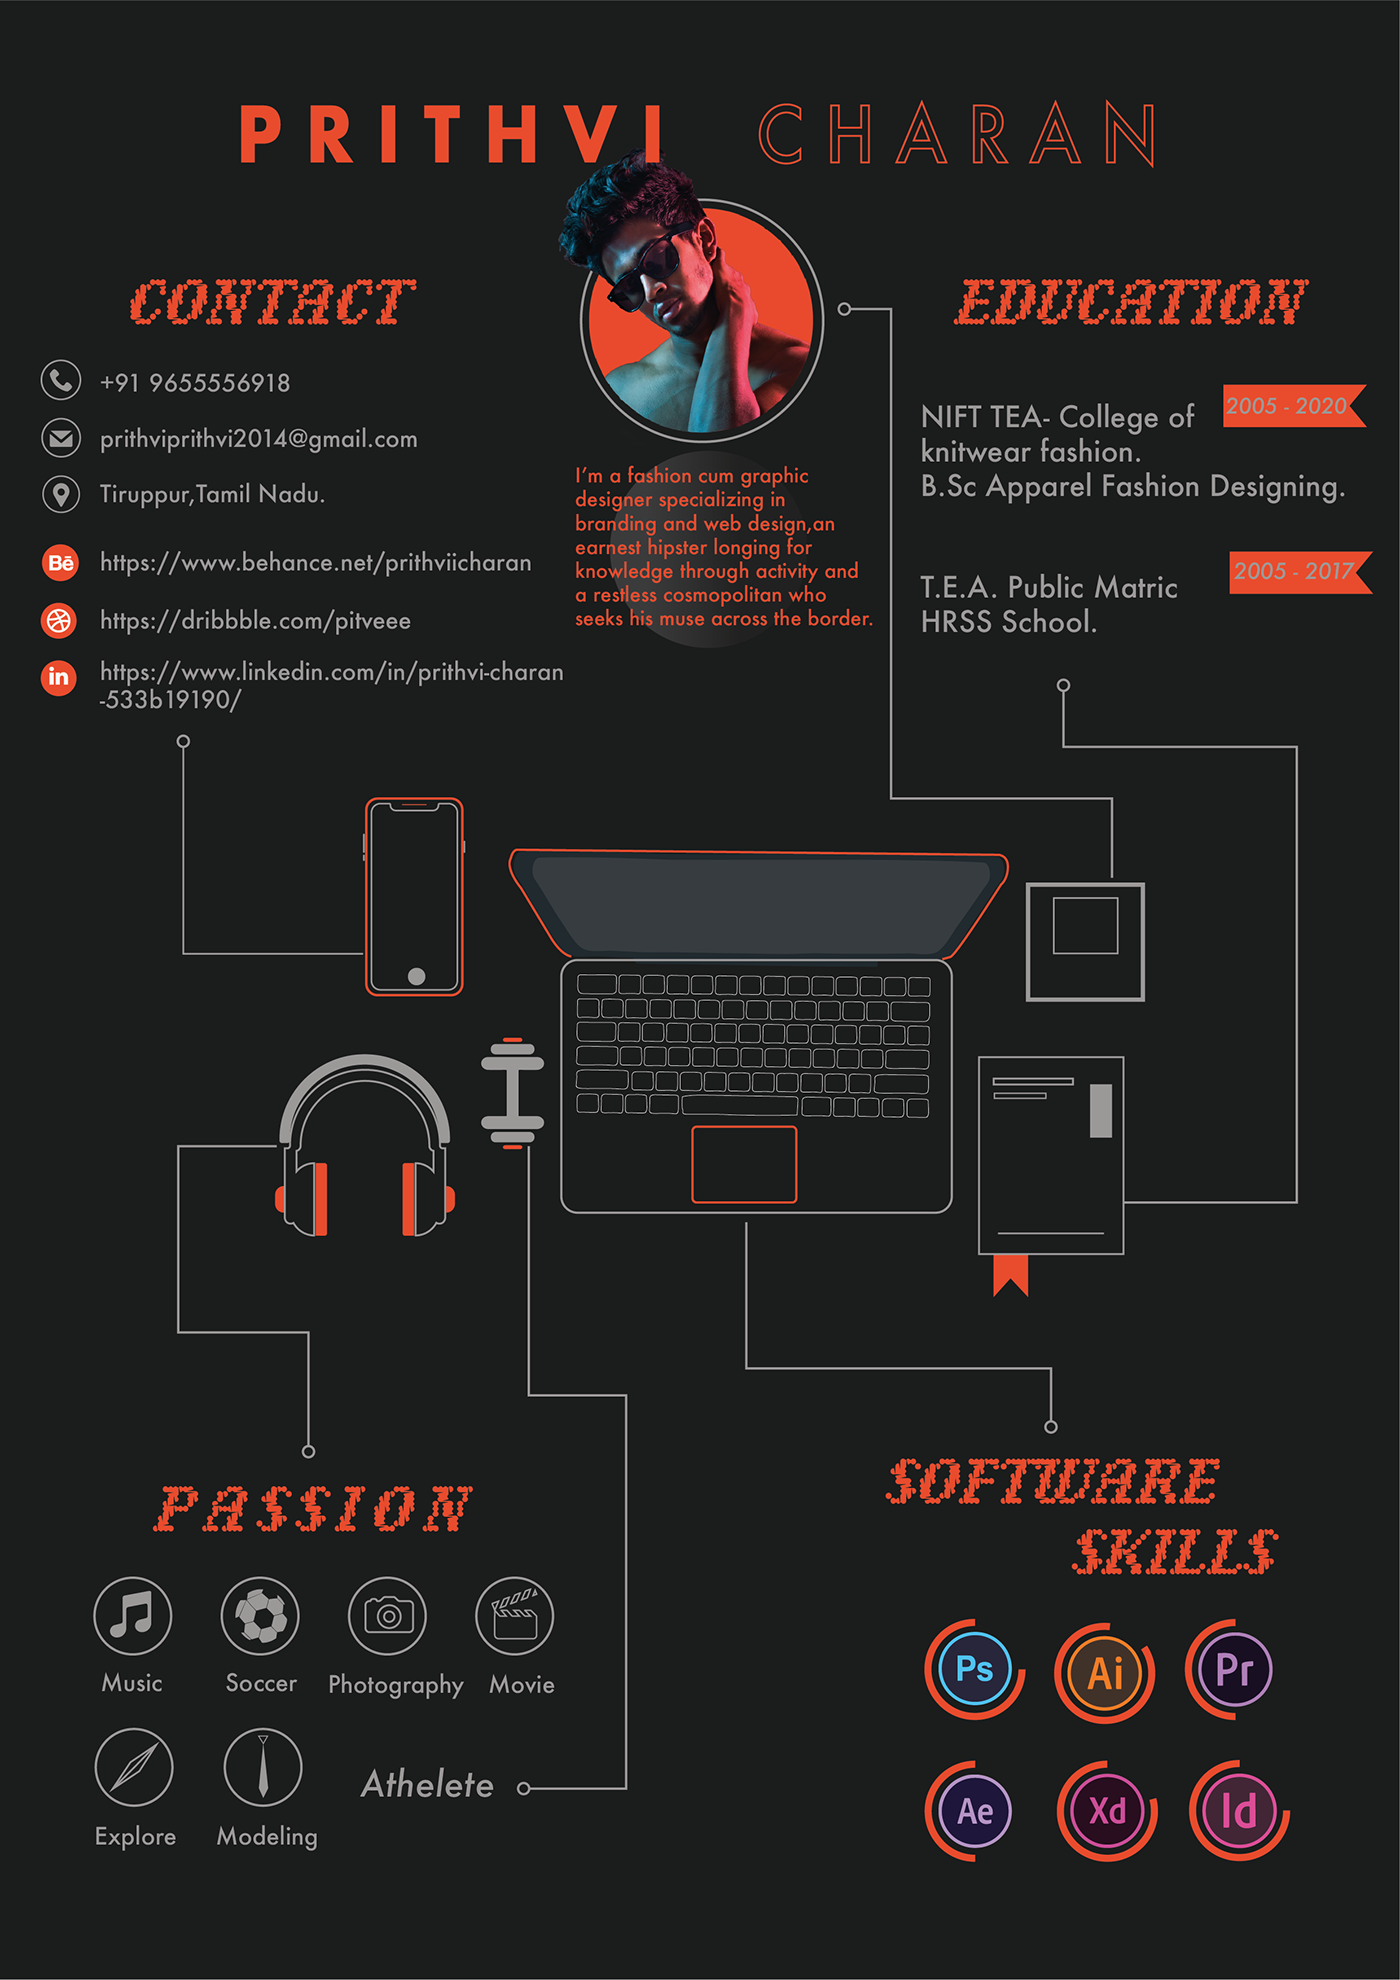 PRITHVI CHARAN
CONTACT
+91 9655556918
prithviprithvi2014@gmail.com
Tiruppur,Tamil Nadu.
Bē
https://www.behance.net/prithviicharan
https://dribbble.com/pitveee
in
https://www.linkedin.com/in/prithvi-charan
-533b19190/
I'm a fashion cum graphic
designer specializing in
branding and web design,an
earnest hipster longing for
knowledge through activity and
a restless cosmopolitan who
seeks his muse across the border.
EDUCATION
2005 - 2020
NIFT TEA- College of
knitwear fashion.
B.Sc Apparel Fashion Designing.
2005 - 2017
T.E.A. Public Matric
HRSS School.
PASSION
Music
Soccer
Photography
Movie
Explore
Modeling
Athelete
SOFTWARE
SKILLS
Ps
Ai
Pr
Ae
Xd
Id